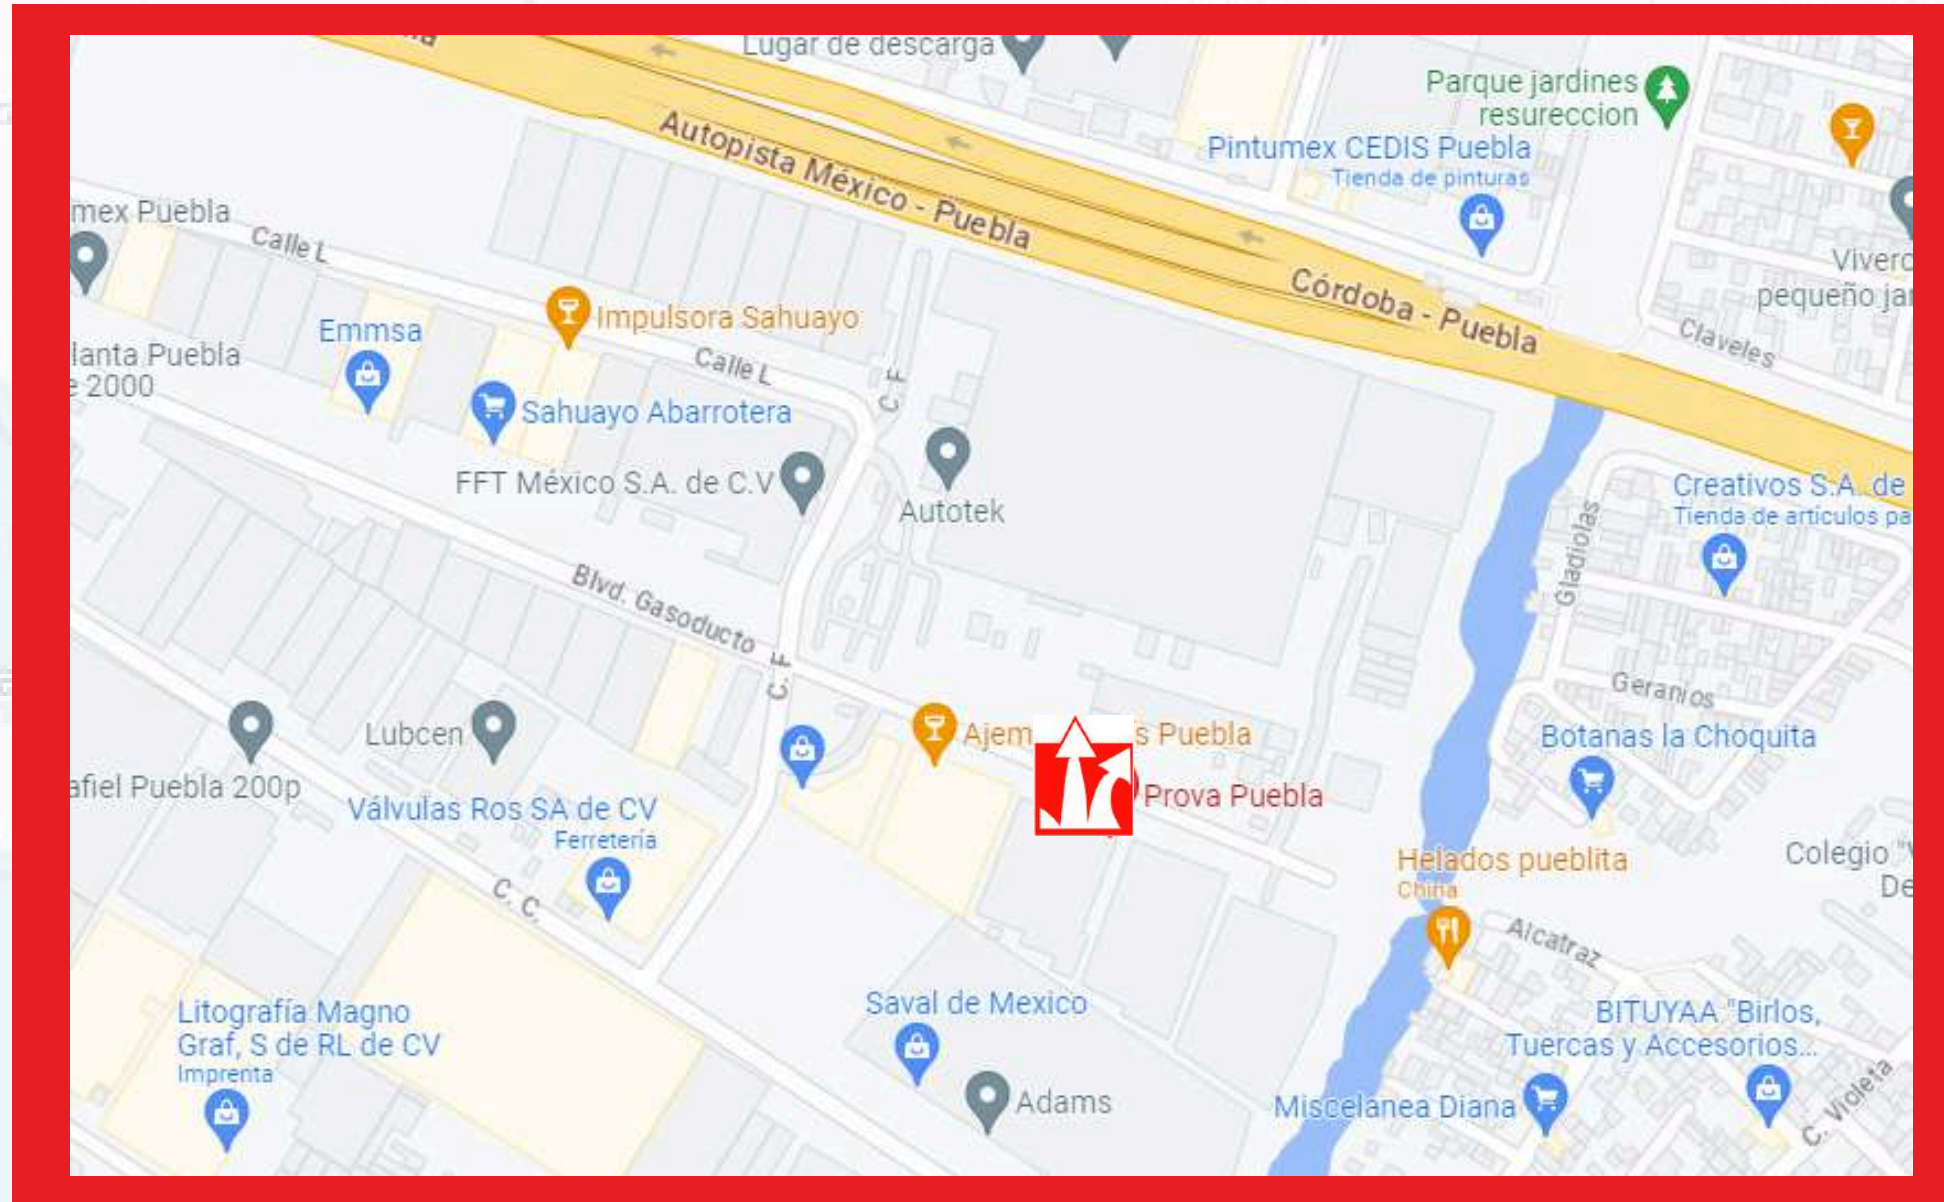 Lugar de descarga
Parque jardines
resureccion
Autopista México - Puebla
Pintumex CEDIS Puebla
Tienda de pinturas
mex Puebla
Calle L
Córdoba - Puebla
Claveles
Emmsa
Impulsora Sahuayo
lanta Puebla
2000
Calle L
C. F
Sahuayo Abarrotera
FFT México S.A. de C.V
Autotek
Gladiolas
Creativos S.A. de
Tienda de artículos pa
Blvd. Gasoducto
C. F
Geranios
Lubcen
Ajem
s Puebla
Botanas la Choquita
afiel Puebla 200p
Prova Puebla
Válvulas Ros SA de CV
Ferretería
Helados pueblita
China
Colegio "V
De
C. C.
Alcatraz
Litografía Magno
Graf, S de RL de CV
Imprenta
Saval de Mexico
BITUYAA "Birlos,
Tuercas y Accesorios...
Adams
Miscelanea Diana
C. Violeta
Vivero
pequeño jar